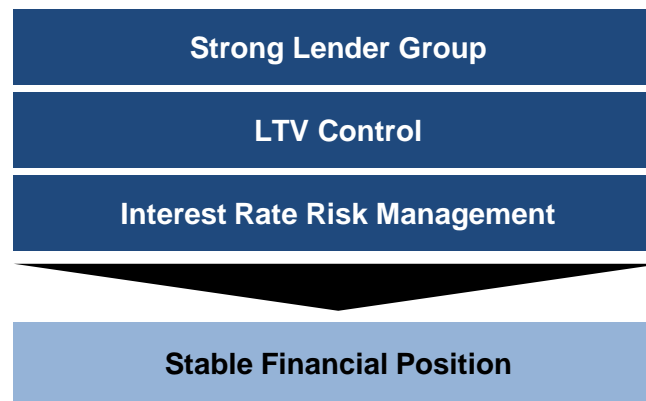 Strong Lender Group
LTV Control
Interest Rate Risk Management
Stable Financial Position